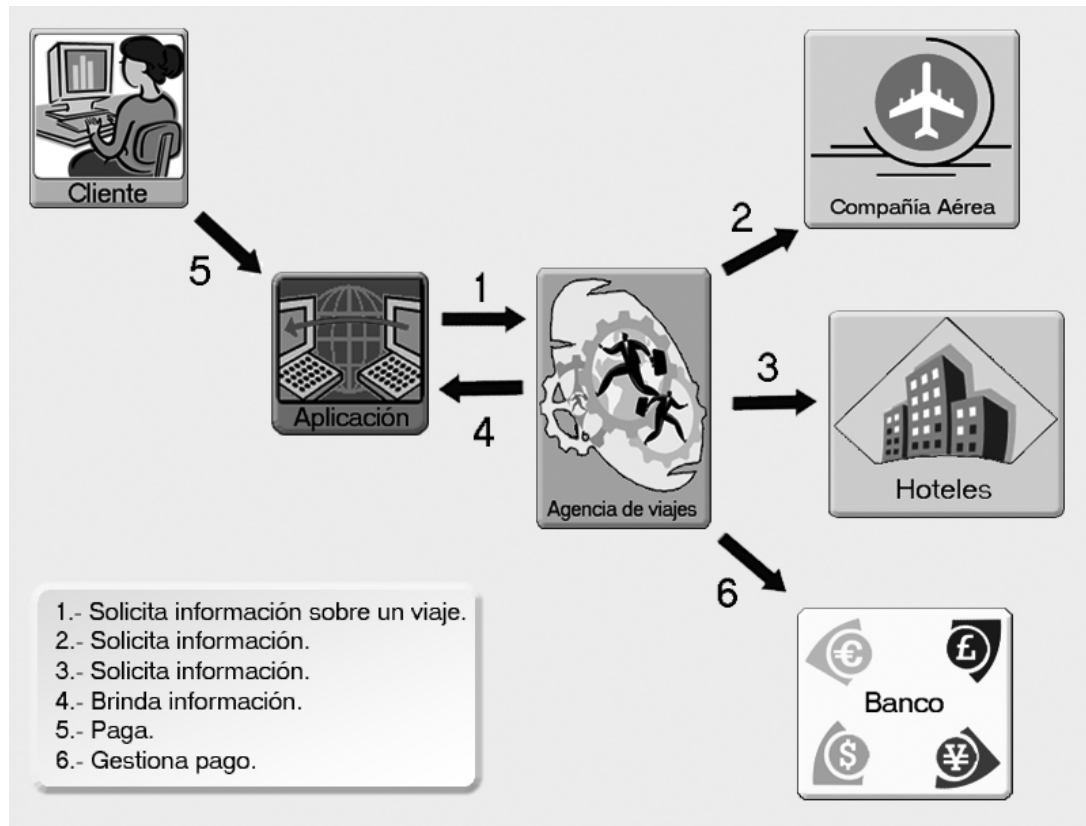 Cliente
Compañía Aérea
2
5
1
Aplicación
4
3
Agencia de viajes
Hoteles
6
1.- Solicita información sobre un viaje.
2.- Solicita información.
3.- Solicita información.
4.- Brinda información.
5.- Paga.
6.- Gestiona pago.
€
£
Banco
$
¥